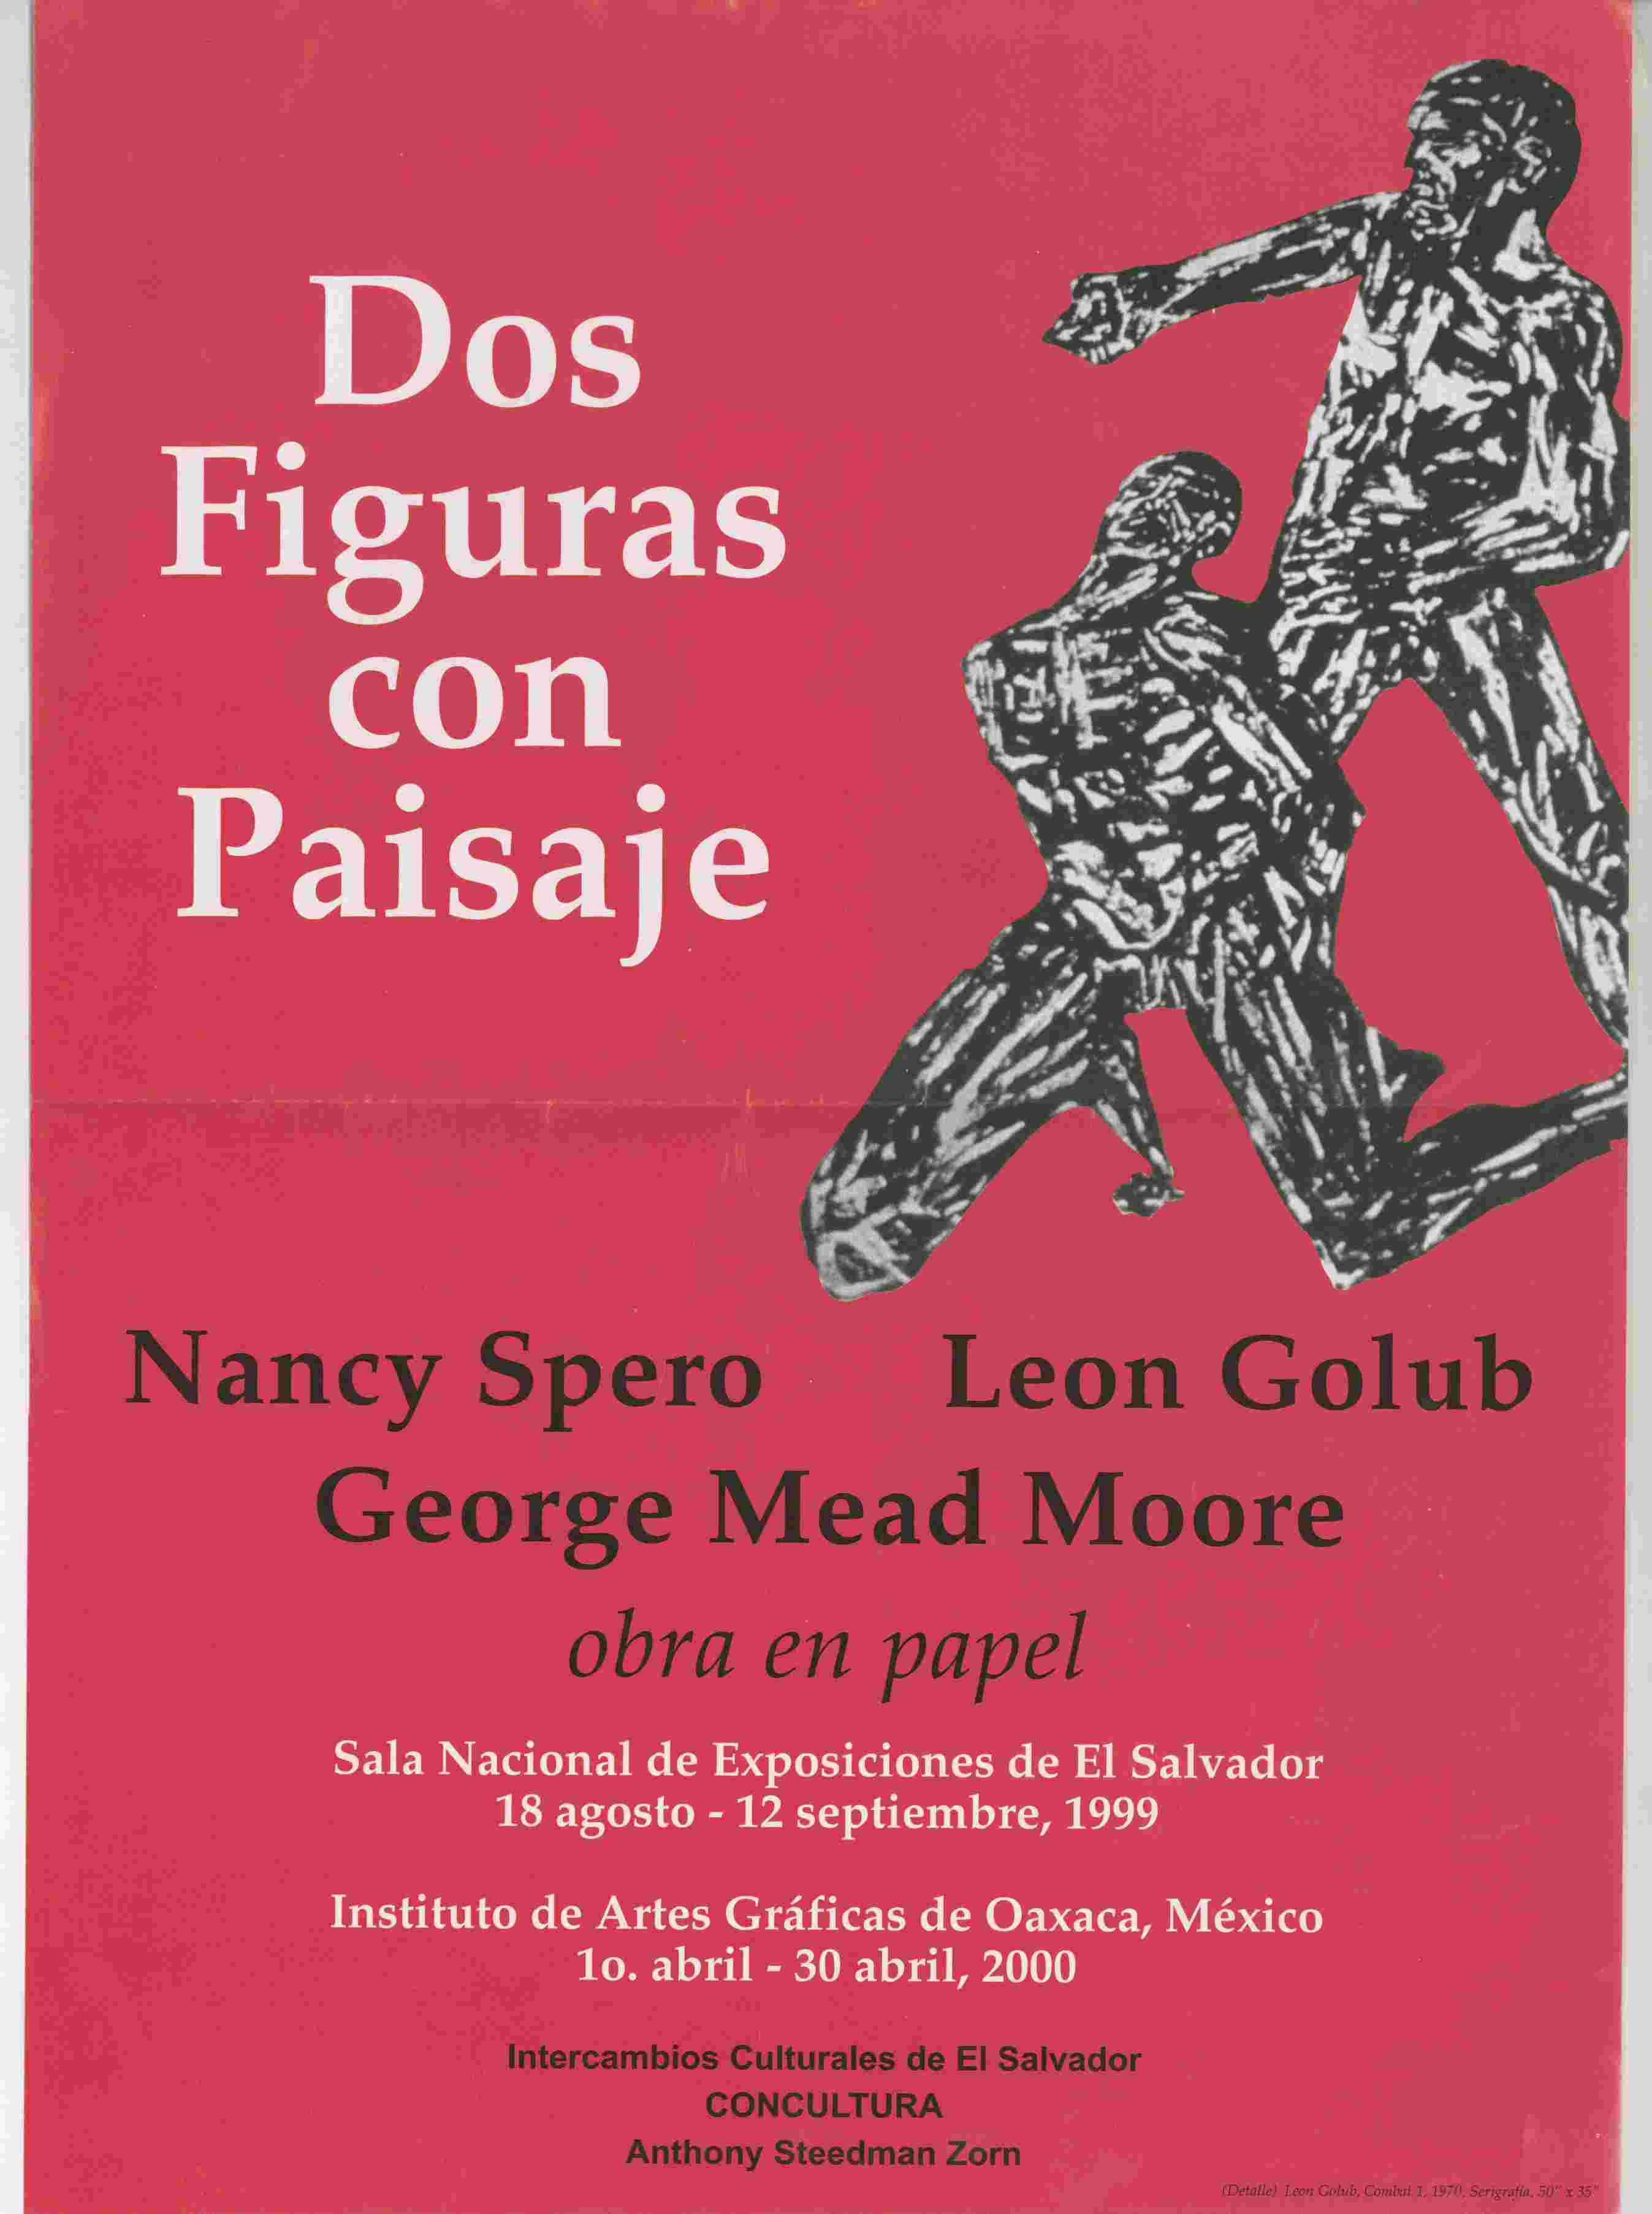 Dos
Figuras
con
Paisaje
Nancy Spero Leon Golub
George Mead Moore
obra en papel
Sala Nacional de Exposiciones de El Salvador
18 agosto - 12 septiembre, 1999
Instituto de Artes Gráficas de Oaxaca, México
1o. abril - 30 abril, 2000
Intercambios Culturales de El Salvador
CONCULTURA
Anthony Steedman Zorn
(Detalle) Leon Golub, Combat 1, 1970, Serigrafía, 50" x 35"